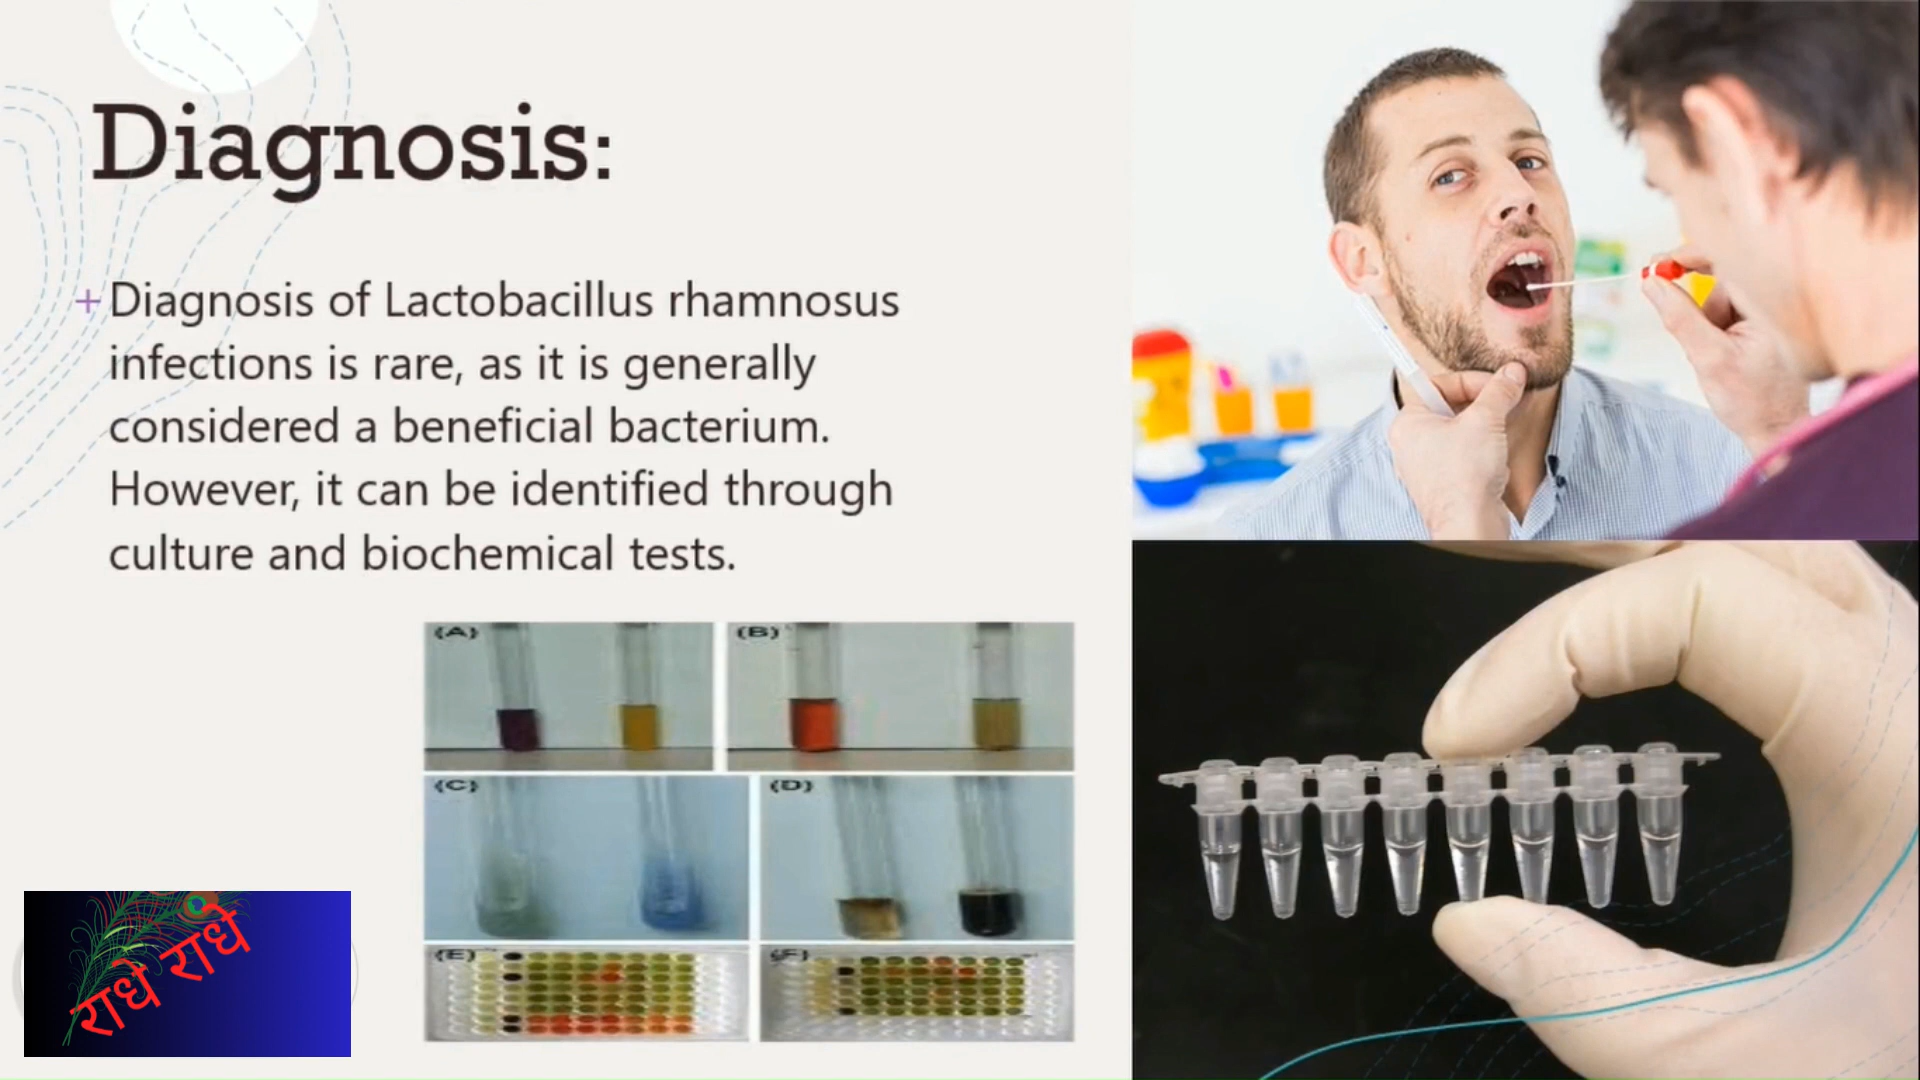 Diagnosis:
+ Diagnosis of Lactobacillus rhamnosus
infections is rare, as it is generally
considered a beneficial bacterium.
However, it can be identified through
culture and biochemical tests.
(A) (B)
(C) (D)
(E) (F)
राधे राधे